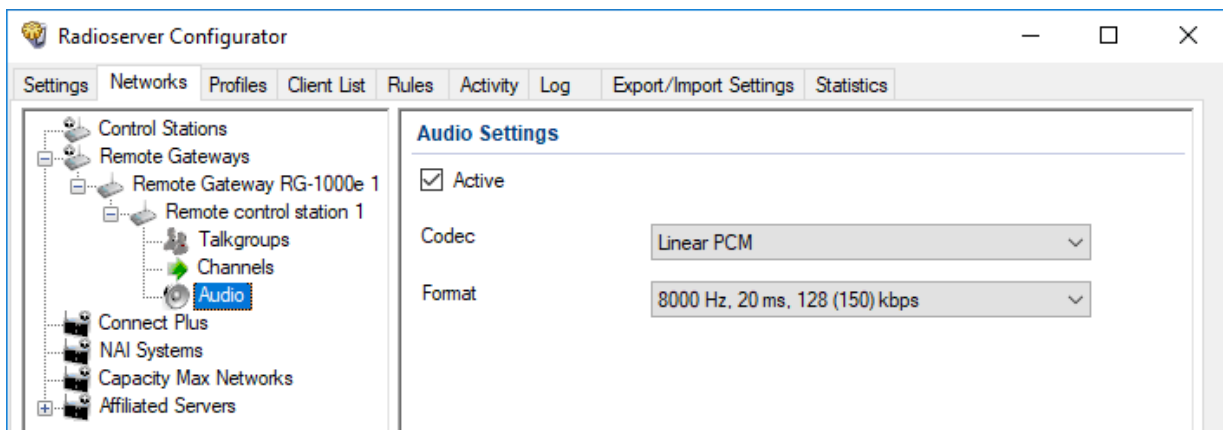 Radioserver Configurator
Settings Networks Profiles Client List Rules Activity Log Export/Import Settings Statistics
Control Stations
Remote Gateways
Remote Gateway RG-1000e 1
Remote control station 1
Talkgroups
Channels
Audio
Connect Plus
NAI Systems
Capacity Max Networks
Affiliated Servers
Audio Settings
Active
Codec Linear PCM
Format 8000 Hz, 20 ms, 128 (150) kbps